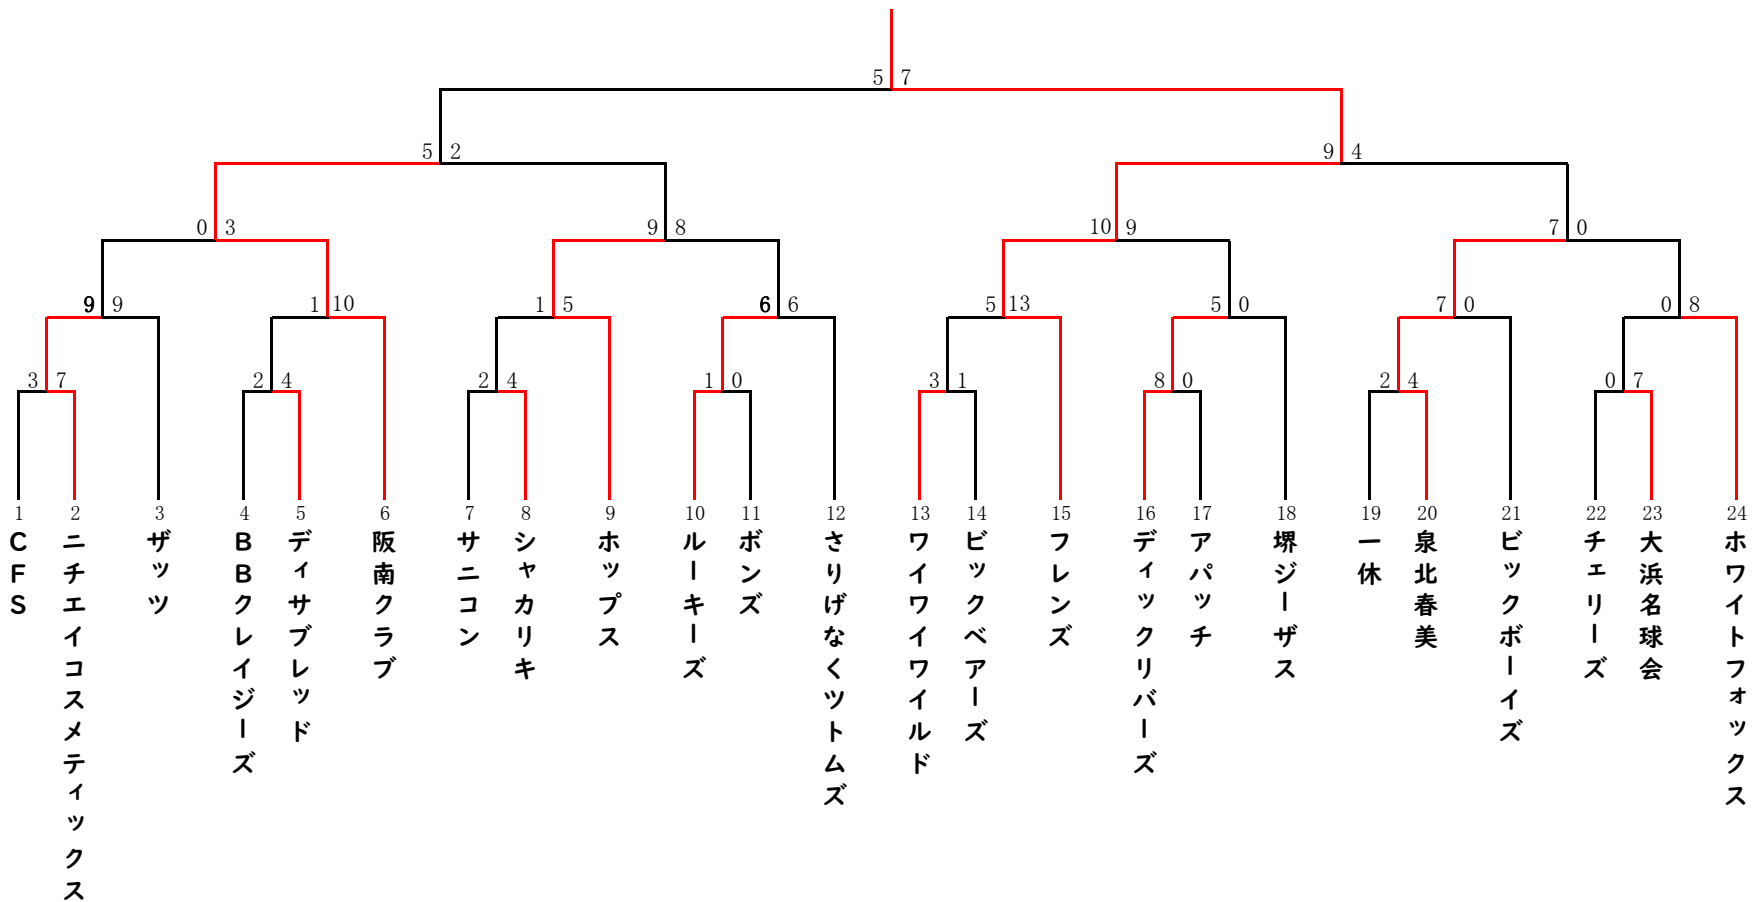 5 7
5 2
9 4
0 3
9 8
10 9
7 0
9 9
1 10
1 5
6 6
5 13
5 0
7 0
0 8
3 7
2 4
2 4
1 0
3 1
8 0
2 4
0 7
1 CFS
2 ニチエイコスメティックス
3 ザッツ
4 BBクレイジーズ
5 ディサブレッド
6 阪南クラブ
7 サニコン
8 シャカリキ
9 ホップス
10 ルーキーズ
11 ボンズ
12 さりげなくツトムズ
13 ワイワイワイルド
14 ビックベアーズ
15 フレンズ
16 ディックリバーズ
17 アパッチ
18 堺ジーザス
19 一休
20 泉北春美
21 ビックボーイズ
22 チェリーズ
23 大浜名球会
24 ホワイトフォックス